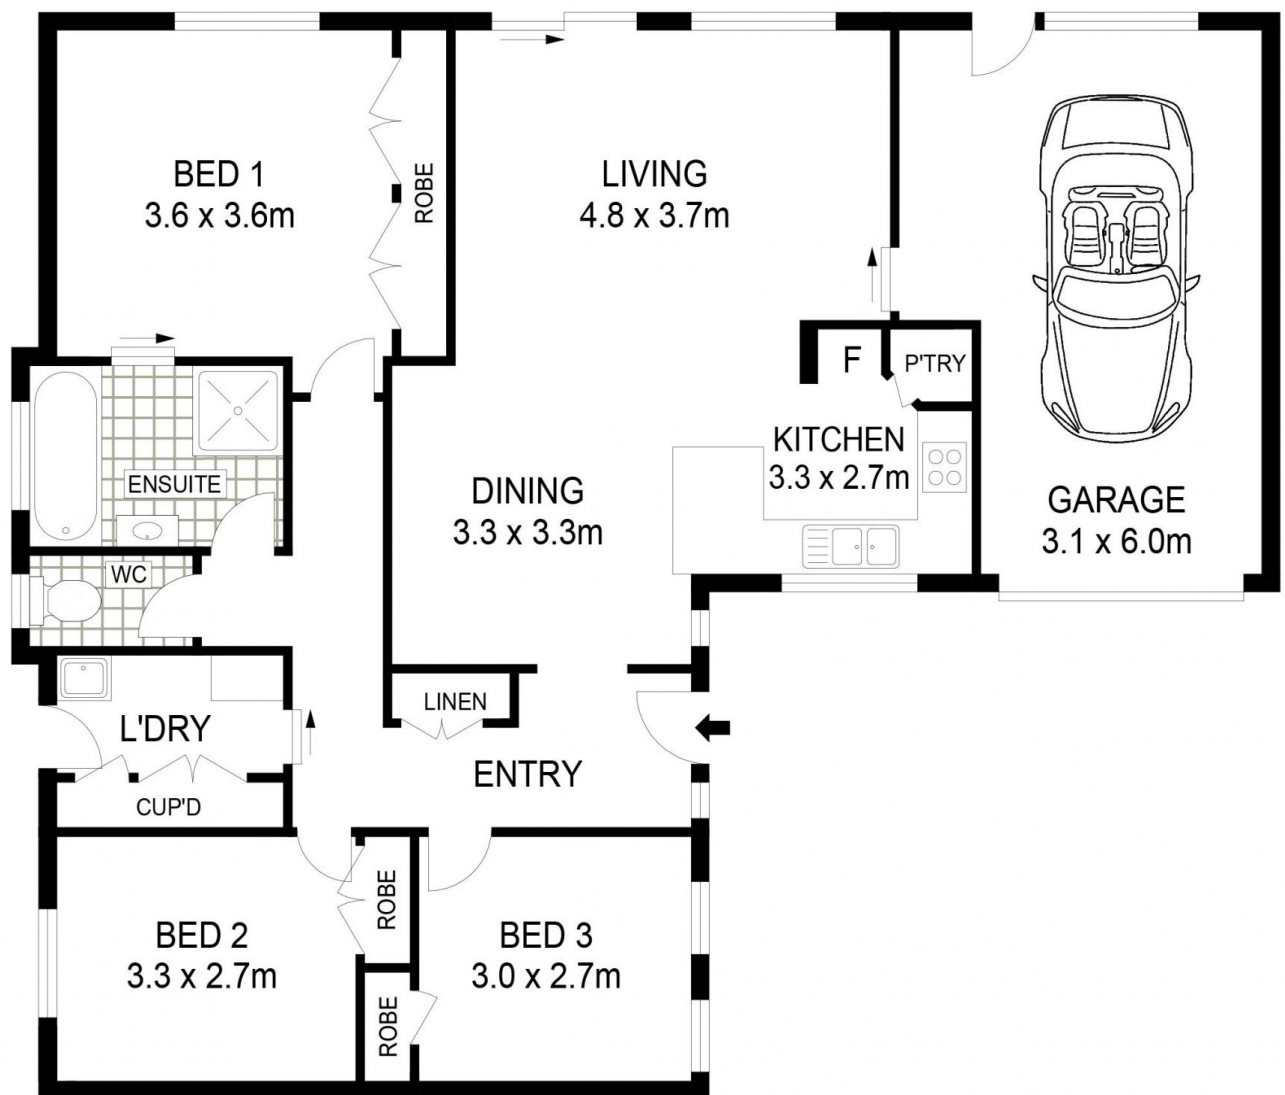 BED 1
3.6 x 3.6m
ROBE
LIVING
4.8 x 3.7m
F
P'TRY
KITCHEN
3.3 x 2.7m
ENSUITE
DINING
3.3 x 3.3m
GARAGE
3.1 x 6.0m
WC
LINEN
L'DRY
ENTRY
CUP'D
BED 2
3.3 x 2.7m
ROBE
BED 3
3.0 x 2.7m
ROBE